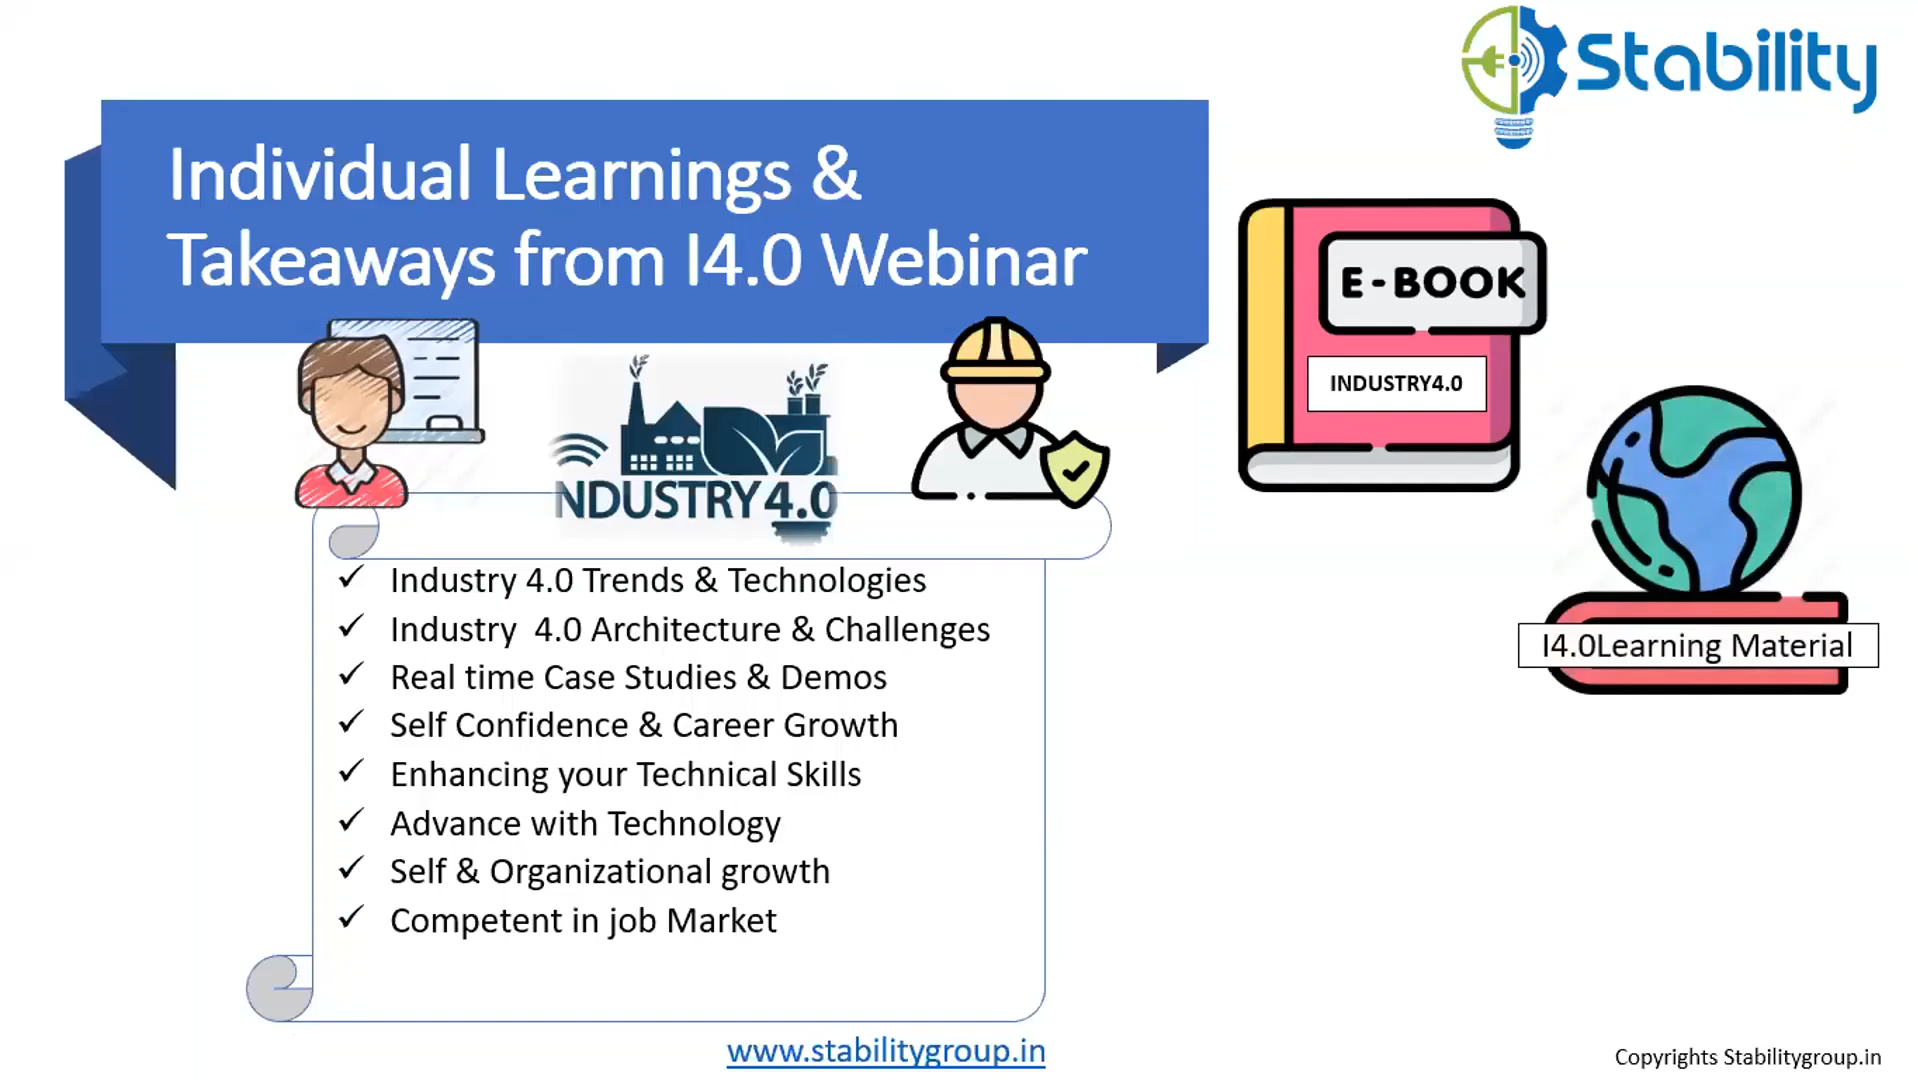 Stability
Individual Learnings &
Takeaways from I4.0 Webinar
E-BOOK
INDUSTRY4.0
NDUSTRY 4.0
I4.0Learning Material
✓ Industry 4.0 Trends & Technologies
✓ Industry  4.0 Architecture & Challenges
✓ Real time Case Studies & Demos
✓ Self Confidence & Career Growth
✓ Enhancing your Technical Skills
✓ Advance with Technology
✓ Self & Organizational growth
✓ Competent in job Market
www.stabilitygroup.in
Copyrights Stabilitygroup.in